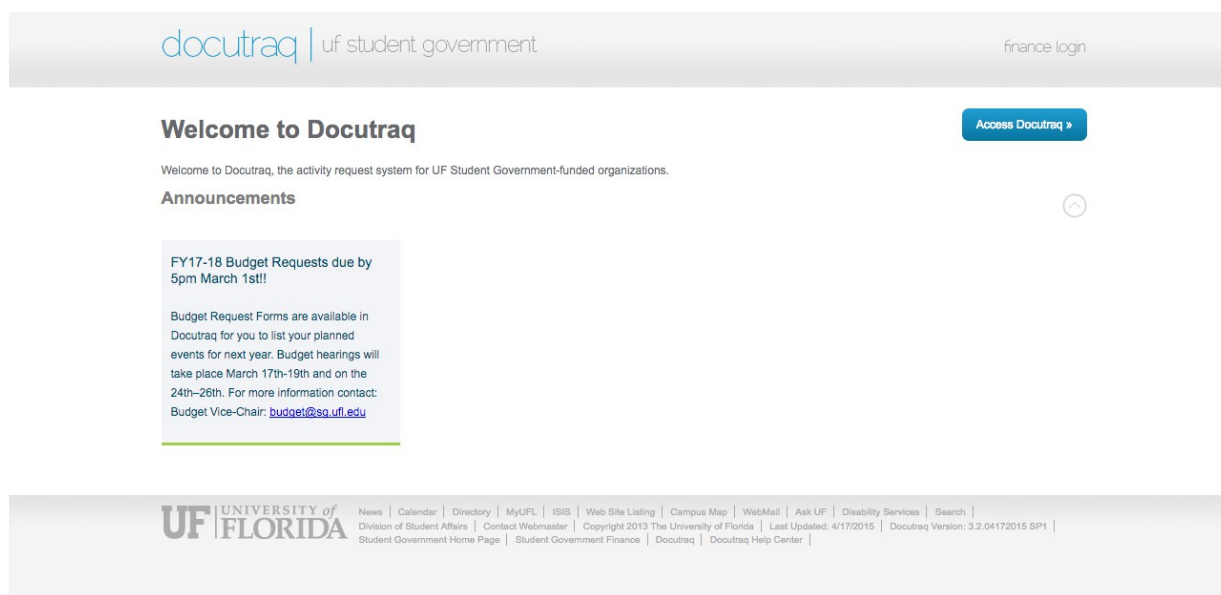 docutraq | uf student government
finance login
Welcome to Docutraq
Access Docutraq »
Welcome to Docutraq, the activity request system for UF Student Government-funded organizations.
Announcements
FY17-18 Budget Requests due by
5pm March 1st!!
Budget Request Forms are available in
Docutraq for you to list your planned
events for next year. Budget hearings will
take place March 17th-19th and on the
24th–26th. For more information contact:
Budget Vice-Chair: budget@sg.ufl.edu
UF | UNIVERSITY of
FLORIDA
News | Calendar | Directory | MyUFL | ISIS | Web Site Listing | Campus Map | WebMail | Ask UF | Disability Services | Search |
Division of Student Affairs | Contact Webmaster | Copyright 2013 The University of Florida | Last Updated: 4/17/2015 | Docutraq Version: 3.2.04172015 SP1 |
Student Government Home Page | Student Government Finance | Docutraq | Docutraq Help Center |